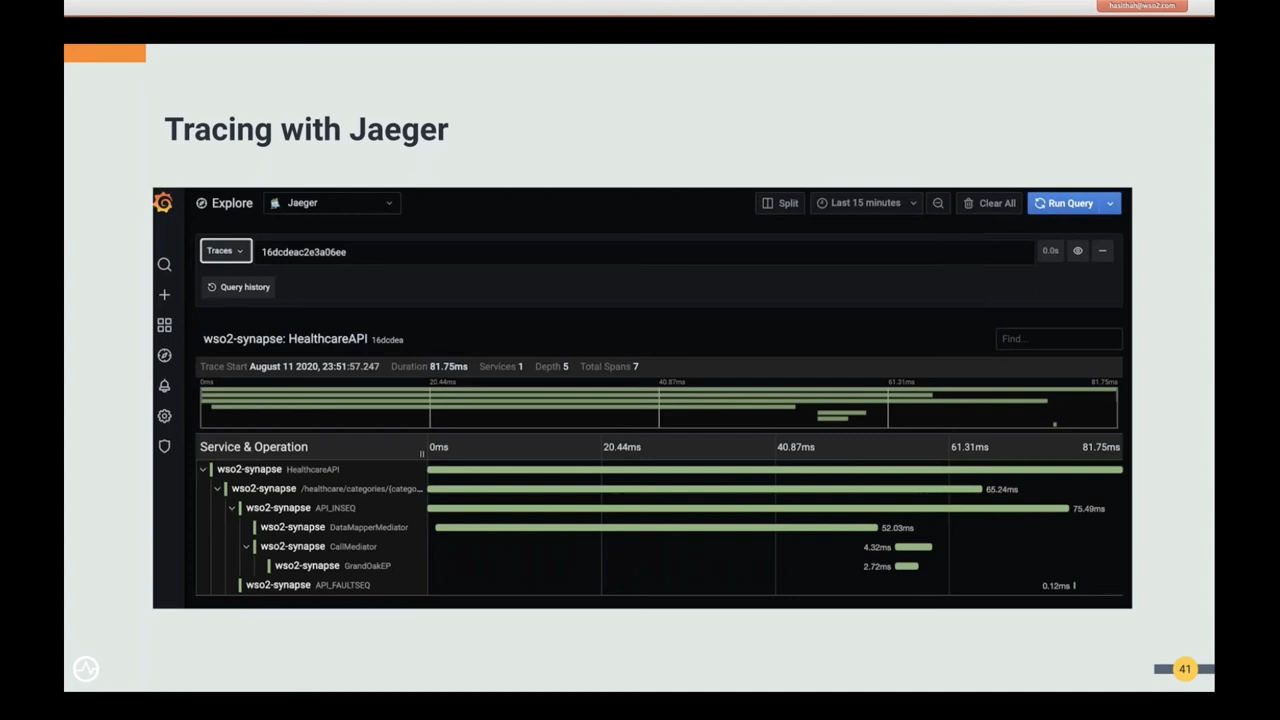 hasithah@wso2.com
Tracing with Jaeger
Explore Jaeger Split Last 15 minutes Clear All Run Query
Traces 16dcdeac2e3a06ee 0.0s
Query history
wso2-synapse: HealthcareAPI 16dcdea Find...
Trace Start August 11 2020, 23:51:57.247 Duration 81.75ms Services 1 Depth 5 Total Spans 7
0ms 20.44ms 40.87ms 61.31ms 81.75ms
Service & Operation 0ms 20.44ms 40.87ms 61.31ms 81.75ms
wso2-synapse HealthcareAPI
wso2-synapse /healthcare/categories/{catego... 65.24ms
wso2-synapse API_INSEQ 75.49ms
wso2-synapse DataMapperMediator 52.03ms
wso2-synapse CallMediator 4.32ms
wso2-synapse GrandOakEP 2.72ms
wso2-synapse API_FAULTSEQ 0.12ms
41